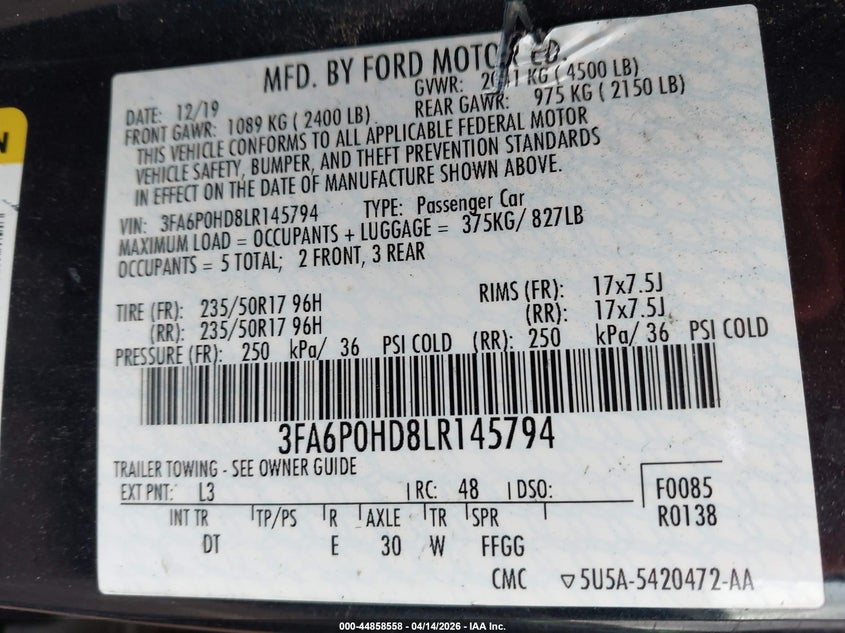 MFD. BY FORD MOTOR CO.
DATE: 12/19 GVWR: 2041 KG ( 4500 LB)
FRONT GAWR: 1089 KG ( 2400 LB) REAR GAWR: 975 KG ( 2150 LB)
THIS VEHICLE CONFORMS TO ALL APPLICABLE FEDERAL MOTOR
VEHICLE SAFETY, BUMPER, AND THEFT PREVENTION STANDARDS
IN EFFECT ON THE DATE OF MANUFACTURE SHOWN ABOVE.
VIN: 3FA6P0HD8LR145794 TYPE: Passenger Car
MAXIMUM LOAD = OCCUPANTS + LUGGAGE = 375KG/ 827LB
OCCUPANTS = 5 TOTAL; 2 FRONT, 3 REAR
TIRE (FR): 235/50R17 96H RIMS (FR): 17x7.5J
(RR): 235/50R17 96H (RR): 17x7.5J
PRESSURE (FR): 250 kPa/ 36 PSI COLD (RR): 250 kPa/ 36 PSI COLD
3FA6P0HD8LR145794
TRAILER TOWING - SEE OWNER GUIDE
EXT PNT: L3 RC: 48 DSO: F0085
INT TR TP/PS R AXLE TR SPR R0138
DT E 30 W FFGG
CMC ▽5U5A-5420472-AA
000-44858558 - 04/14/2026 - IAA Inc.